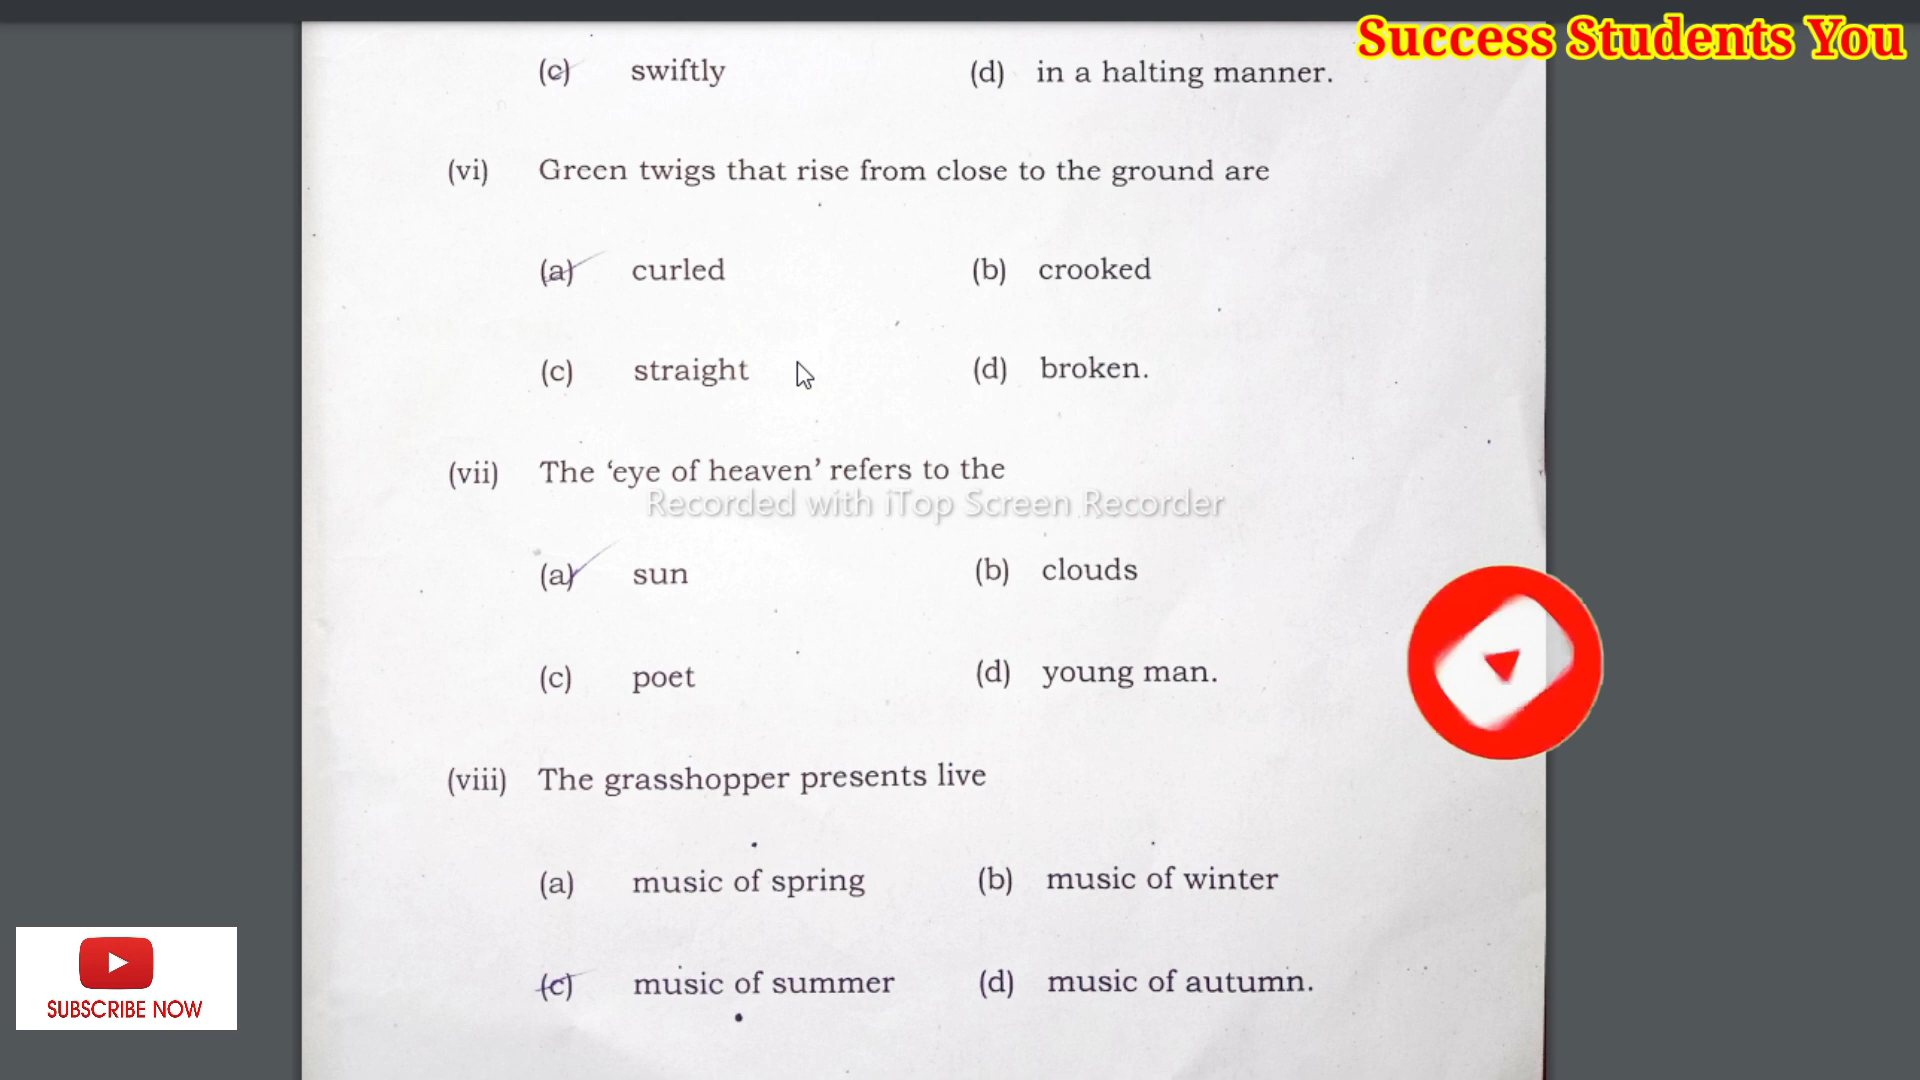 Success Students You
(c) swiftly (d) in a halting manner.
(vi) Green twigs that rise from close to the ground are
(a) curled (b) crooked
(c) straight (d) broken.
(vii) The ‘eye of heaven’ refers to the
Recorded with iTop Screen Recorder
(a) sun (b) clouds
(c) poet (d) young man.
(viii) The grasshopper presents live
(a) music of spring (b) music of winter
(c) music of summer (d) music of autumn.
SUBSCRIBE NOW